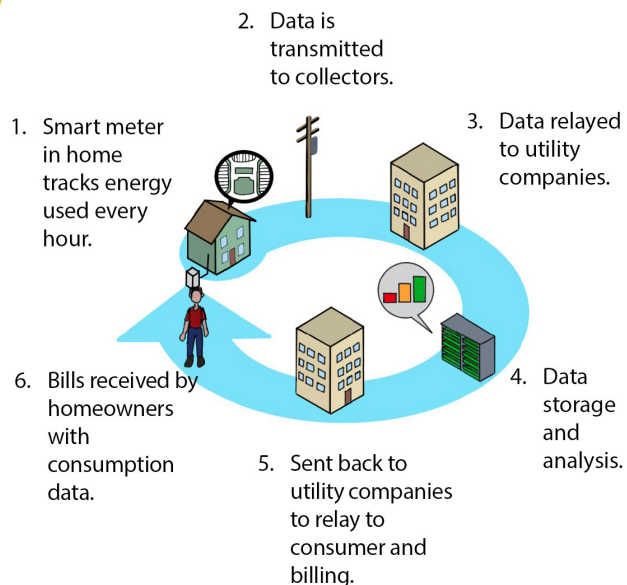 1. Smart meter
in home
tracks energy
used every
hour.
2. Data is
transmitted
to collectors.
3. Data relayed
to utility
companies.
4. Data
storage
and
analysis.
5. Sent back to
utility companies
to relay to
consumer and
billing.
6. Bills received by
homeowners
with
consumption
data.